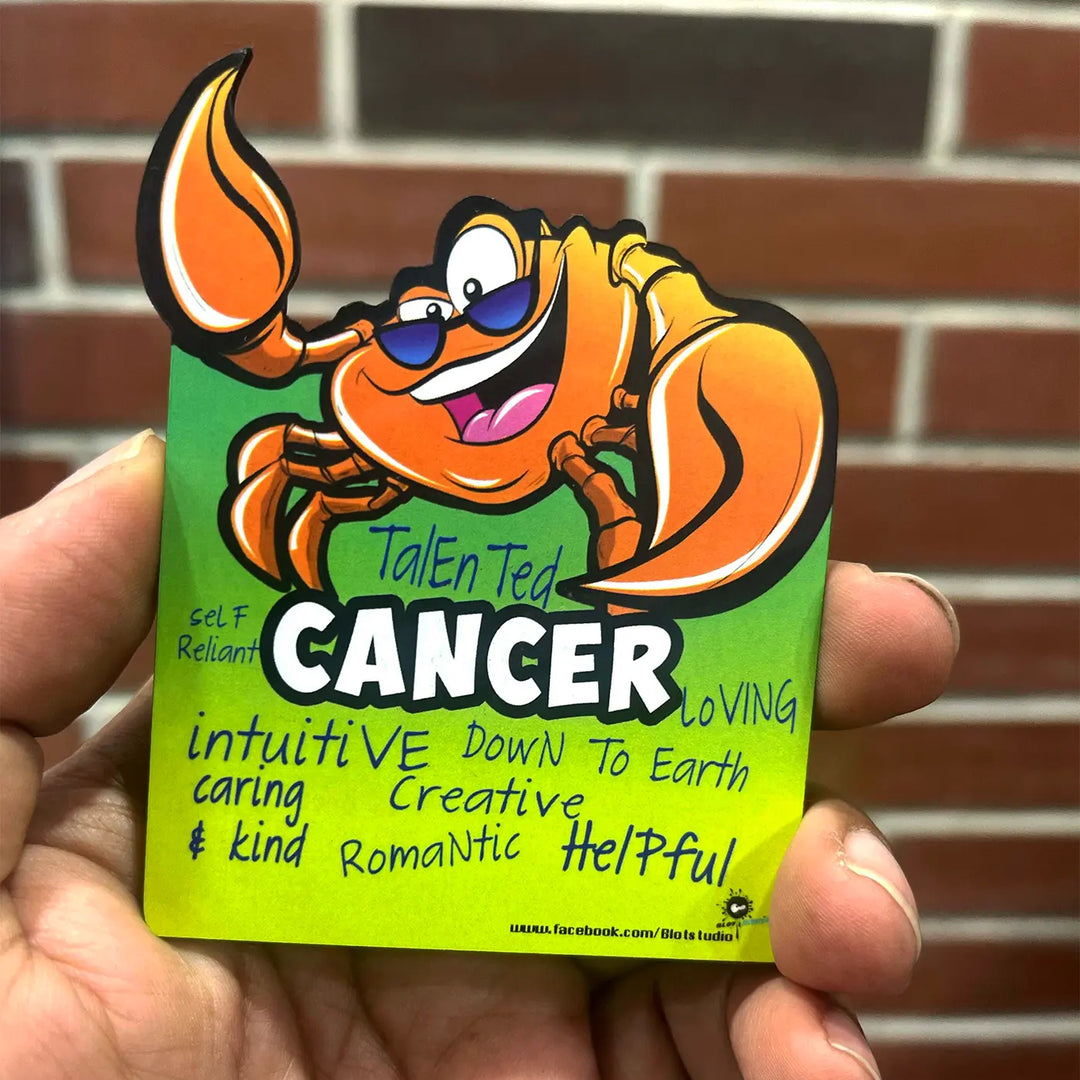 TalEnTed
selF
Reliant
CANCER
LoVING
intuitiVE
DowN To Earth
caring
& kind
Creative
RomaNtic
HelPful
www.facebook.com/Blotstudio